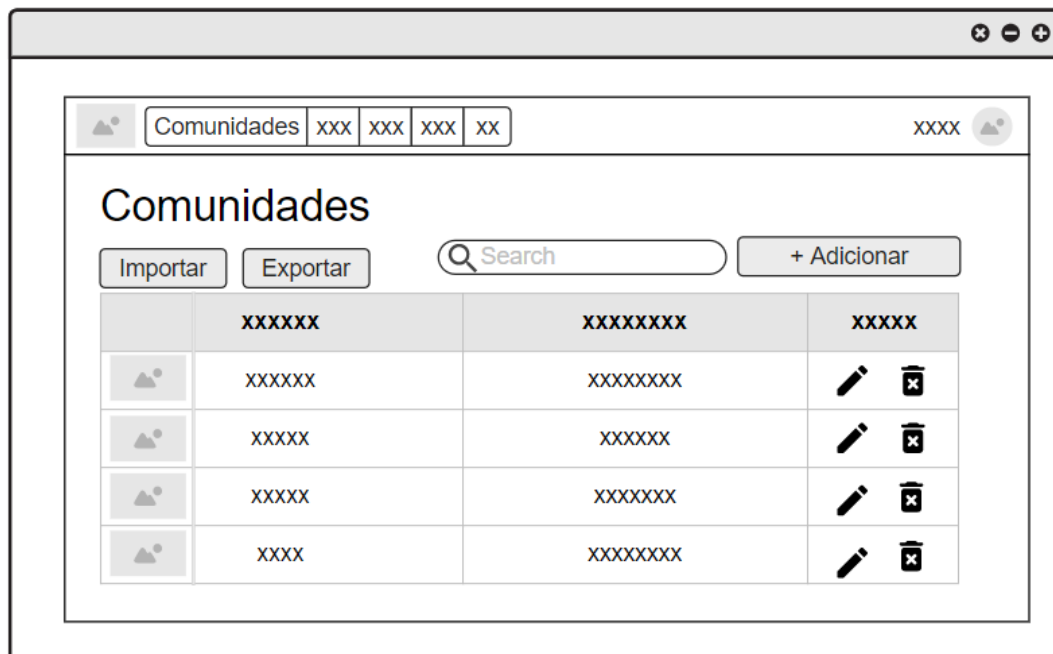 Comunidades xxx xxx xxx xx xxxx
Comunidades
Importar Exportar Search + Adicionar
xxxxxx xxxxxxxx xxxxx
xxxxxx xxxxxxxx
xxxxx xxxxxx
xxxxx xxxxxxx
xxxx xxxxxxxx